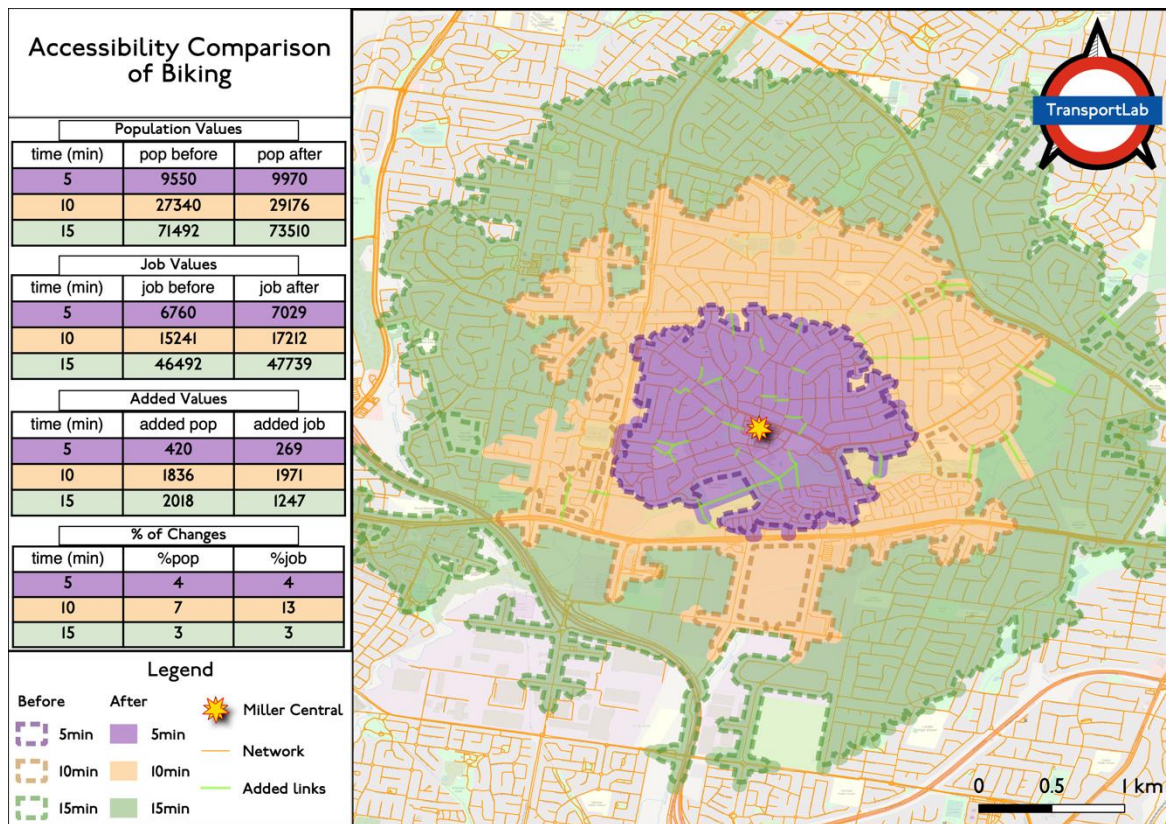 Accessibility Comparison
of Biking
Population Values
time (min) pop before pop after
5 9550 9970
10 27340 29176
15 71492 73510
Job Values
time (min) job before job after
5 6760 7029
10 15241 17212
15 46492 47739
Added Values
time (min) added pop added job
5 420 269
10 1836 1971
15 2018 1247
% of Changes
time (min) %pop %job
5 4 4
10 7 13
15 3 3
Legend
Before After
5min 5min
10min 10min
15min 15min
Miller Central
Network
Added links
TransportLab
0 0.5 1 km